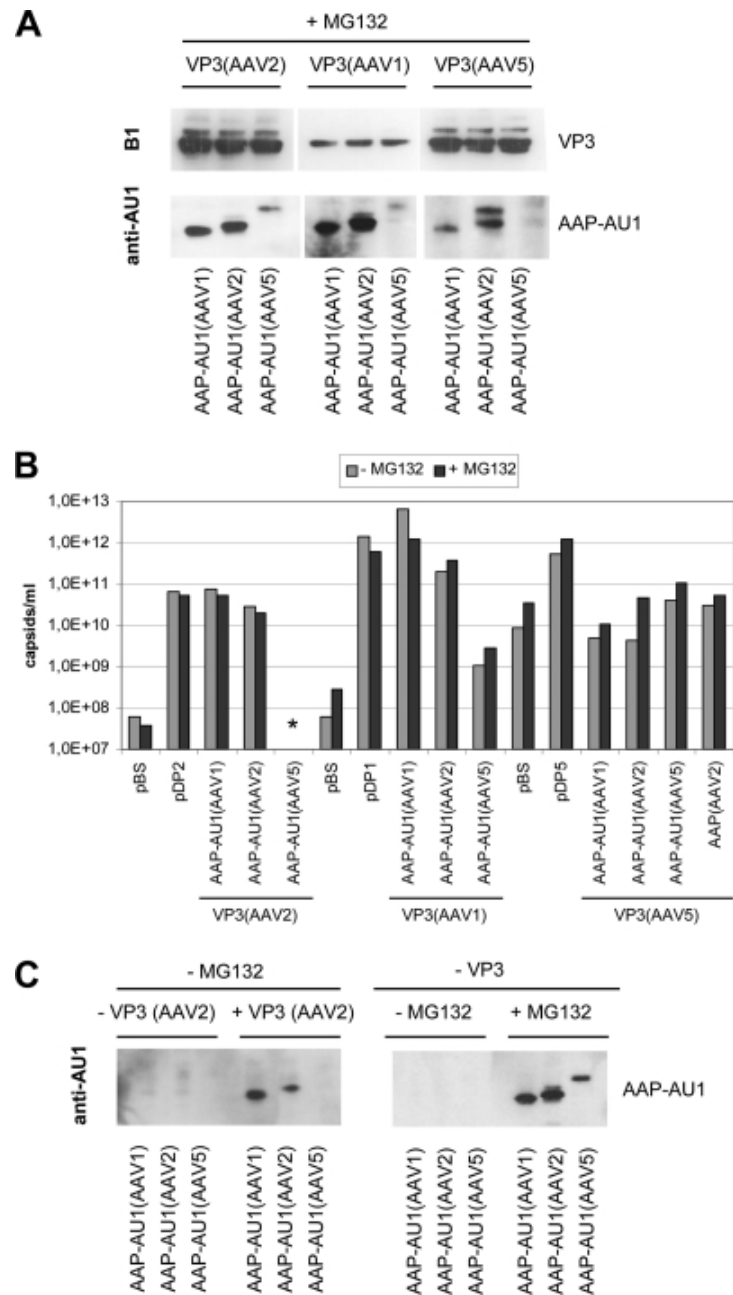 A
+ MG132
VP3(AAV2) VP3(AAV1) VP3(AAV5)
B1
VP3
anti-AU1
AAP-AU1
AAP-AU1(AAV1)
AAP-AU1(AAV2)
AAP-AU1(AAV5)
AAP-AU1(AAV1)
AAP-AU1(AAV2)
AAP-AU1(AAV5)
AAP-AU1(AAV1)
AAP-AU1(AAV2)
AAP-AU1(AAV5)
B
- MG132 + MG132
capsids/ml
1,0E+13
1,0E+12
1,0E+11
1,0E+10
1,0E+09
1,0E+08
1,0E+07
*
pBS
pDP2
AAP-AU1(AAV1)
AAP-AU1(AAV2)
AAP-AU1(AAV5)
pBS
pDP1
AAP-AU1(AAV1)
AAP-AU1(AAV2)
AAP-AU1(AAV5)
pBS
pDP5
AAP-AU1(AAV1)
AAP-AU1(AAV2)
AAP-AU1(AAV5)
AAP(AAV2)
VP3(AAV2) VP3(AAV1) VP3(AAV5)
C
- MG132 - VP3
- VP3 (AAV2) + VP3 (AAV2) - MG132 + MG132
anti-AU1
AAP-AU1
AAP-AU1(AAV1)
AAP-AU1(AAV2)
AAP-AU1(AAV5)
AAP-AU1(AAV1)
AAP-AU1(AAV2)
AAP-AU1(AAV5)
AAP-AU1(AAV1)
AAP-AU1(AAV2)
AAP-AU1(AAV5)
AAP-AU1(AAV1)
AAP-AU1(AAV2)
AAP-AU1(AAV5)